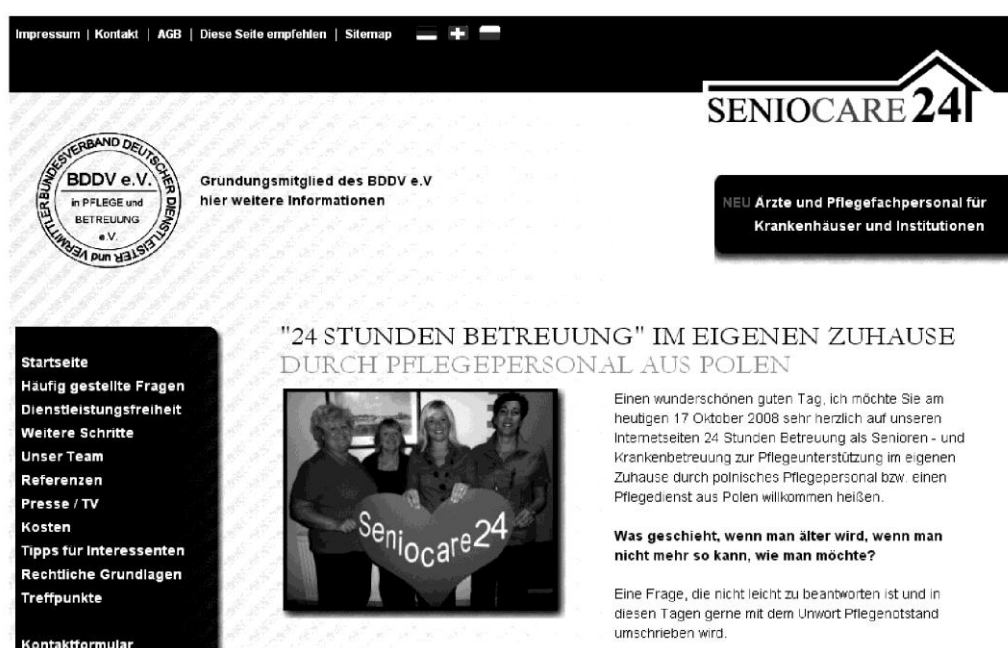 Impressum | Kontakt | AGB | Diese Seite empfehlen | Sitemap
SENIOCARE 24
VERMITTLERBUNDESVERBAND DEUTSCHER DIENSTLEISTER und
BDDV e.V.
in PFLEGE und
BETREUUNG
e.V.
Gründungsmitglied des BDDV e.V
hier weitere Informationen
NEU Ärzte und Pflegefachpersonal für
Krankenhäuser und Institutionen
Startseite
Häufig gestellte Fragen
Dienstleistungsfreiheit
Weitere Schritte
Unser Team
Referenzen
Presse / TV
Kosten
Tipps für Interessenten
Rechtliche Grundlagen
Treffpunkte
Kontaktformular
"24 STUNDEN BETREUUNG" IM EIGENEN ZUHAUSE
DURCH PFLEGEPERSONAL AUS POLEN
Seniocare24
Einen wunderschönen guten Tag, ich möchte Sie am
heutigen 17 Oktober 2008 sehr herzlich auf unseren
Internetseiten 24 Stunden Betreuung als Senioren - und
Krankenbetreuung zur Pflegeunterstützung im eigenen
Zuhause durch polnisches Pflegepersonal bzw. einen
Pflegedienst aus Polen willkommen heißen.
Was geschieht, wenn man älter wird, wenn man
nicht mehr so kann, wie man möchte?
Eine Frage, die nicht leicht zu beantworten ist und in
diesen Tagen gerne mit dem Unwort Pflegenotstand
umschrieben wird.